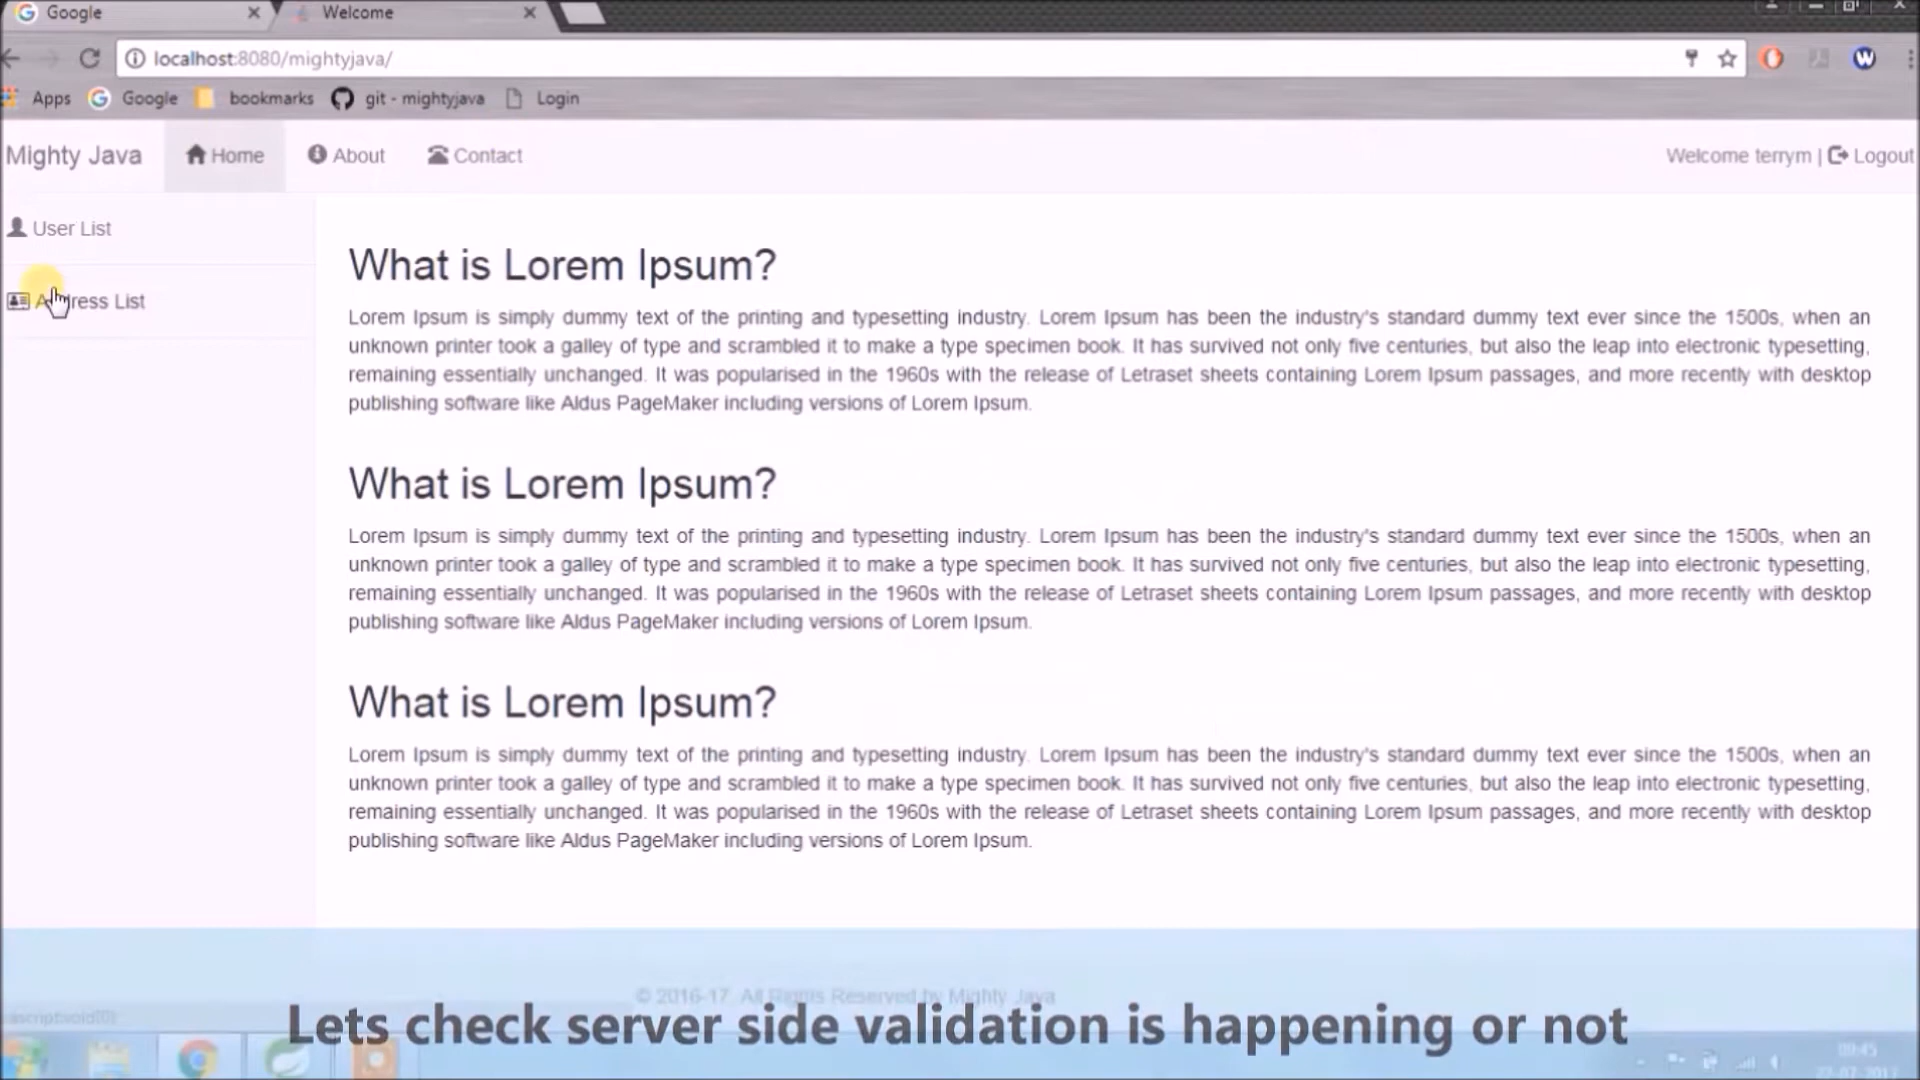 Google
Welcome
localhost:8080/mightyjava/
Apps Google bookmarks git - mightyjava Login
Mighty Java Home About Contact Welcome terrym | Logout
User List
Address List
What is Lorem Ipsum?
Lorem Ipsum is simply dummy text of the printing and typesetting industry. Lorem Ipsum has been the industry's standard dummy text ever since the 1500s, when an
unknown printer took a galley of type and scrambled it to make a type specimen book. It has survived not only five centuries, but also the leap into electronic typesetting,
remaining essentially unchanged. It was popularised in the 1960s with the release of Letraset sheets containing Lorem Ipsum passages, and more recently with desktop
publishing software like Aldus PageMaker including versions of Lorem Ipsum.
What is Lorem Ipsum?
Lorem Ipsum is simply dummy text of the printing and typesetting industry. Lorem Ipsum has been the industry's standard dummy text ever since the 1500s, when an
unknown printer took a galley of type and scrambled it to make a type specimen book. It has survived not only five centuries, but also the leap into electronic typesetting,
remaining essentially unchanged. It was popularised in the 1960s with the release of Letraset sheets containing Lorem Ipsum passages, and more recently with desktop
publishing software like Aldus PageMaker including versions of Lorem Ipsum.
What is Lorem Ipsum?
Lorem Ipsum is simply dummy text of the printing and typesetting industry. Lorem Ipsum has been the industry's standard dummy text ever since the 1500s, when an
unknown printer took a galley of type and scrambled it to make a type specimen book. It has survived not only five centuries, but also the leap into electronic typesetting,
remaining essentially unchanged. It was popularised in the 1960s with the release of Letraset sheets containing Lorem Ipsum passages, and more recently with desktop
publishing software like Aldus PageMaker including versions of Lorem Ipsum.
© 2016-17. All Rights Reserved by Mighty Java
Lets check server side validation is happening or not